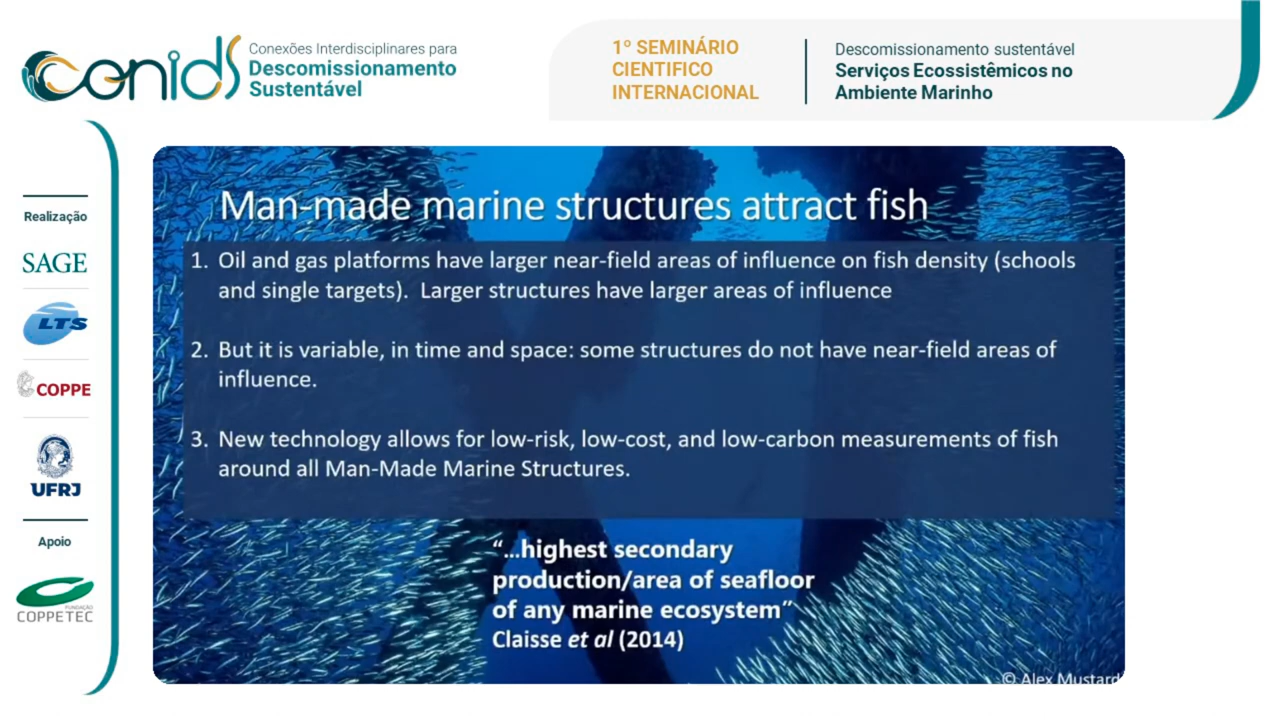 conids
Conexões Interdisciplinares para
Descomissionamento
Sustentável
1º SEMINÁRIO
CIENTIFICO
INTERNACIONAL
Descomissionamento sustentável
Serviços Ecossistêmicos no
Ambiente Marinho
Realização
SAGE
LTS
COPPE
UFRJ
Apoio
FUNDAÇÃO
COPPETEC
Man-made marine structures attract fish
1. Oil and gas platforms have larger near-field areas of influence on fish density (schools
and single targets). Larger structures have larger areas of influence
2. But it is variable, in time and space: some structures do not have near-field areas of
influence.
3. New technology allows for low-risk, low-cost, and low-carbon measurements of fish
around all Man-Made Marine Structures.
“...highest secondary
production/area of seafloor
of any marine ecosystem”
Claisse et al (2014)
© Alex Mustard